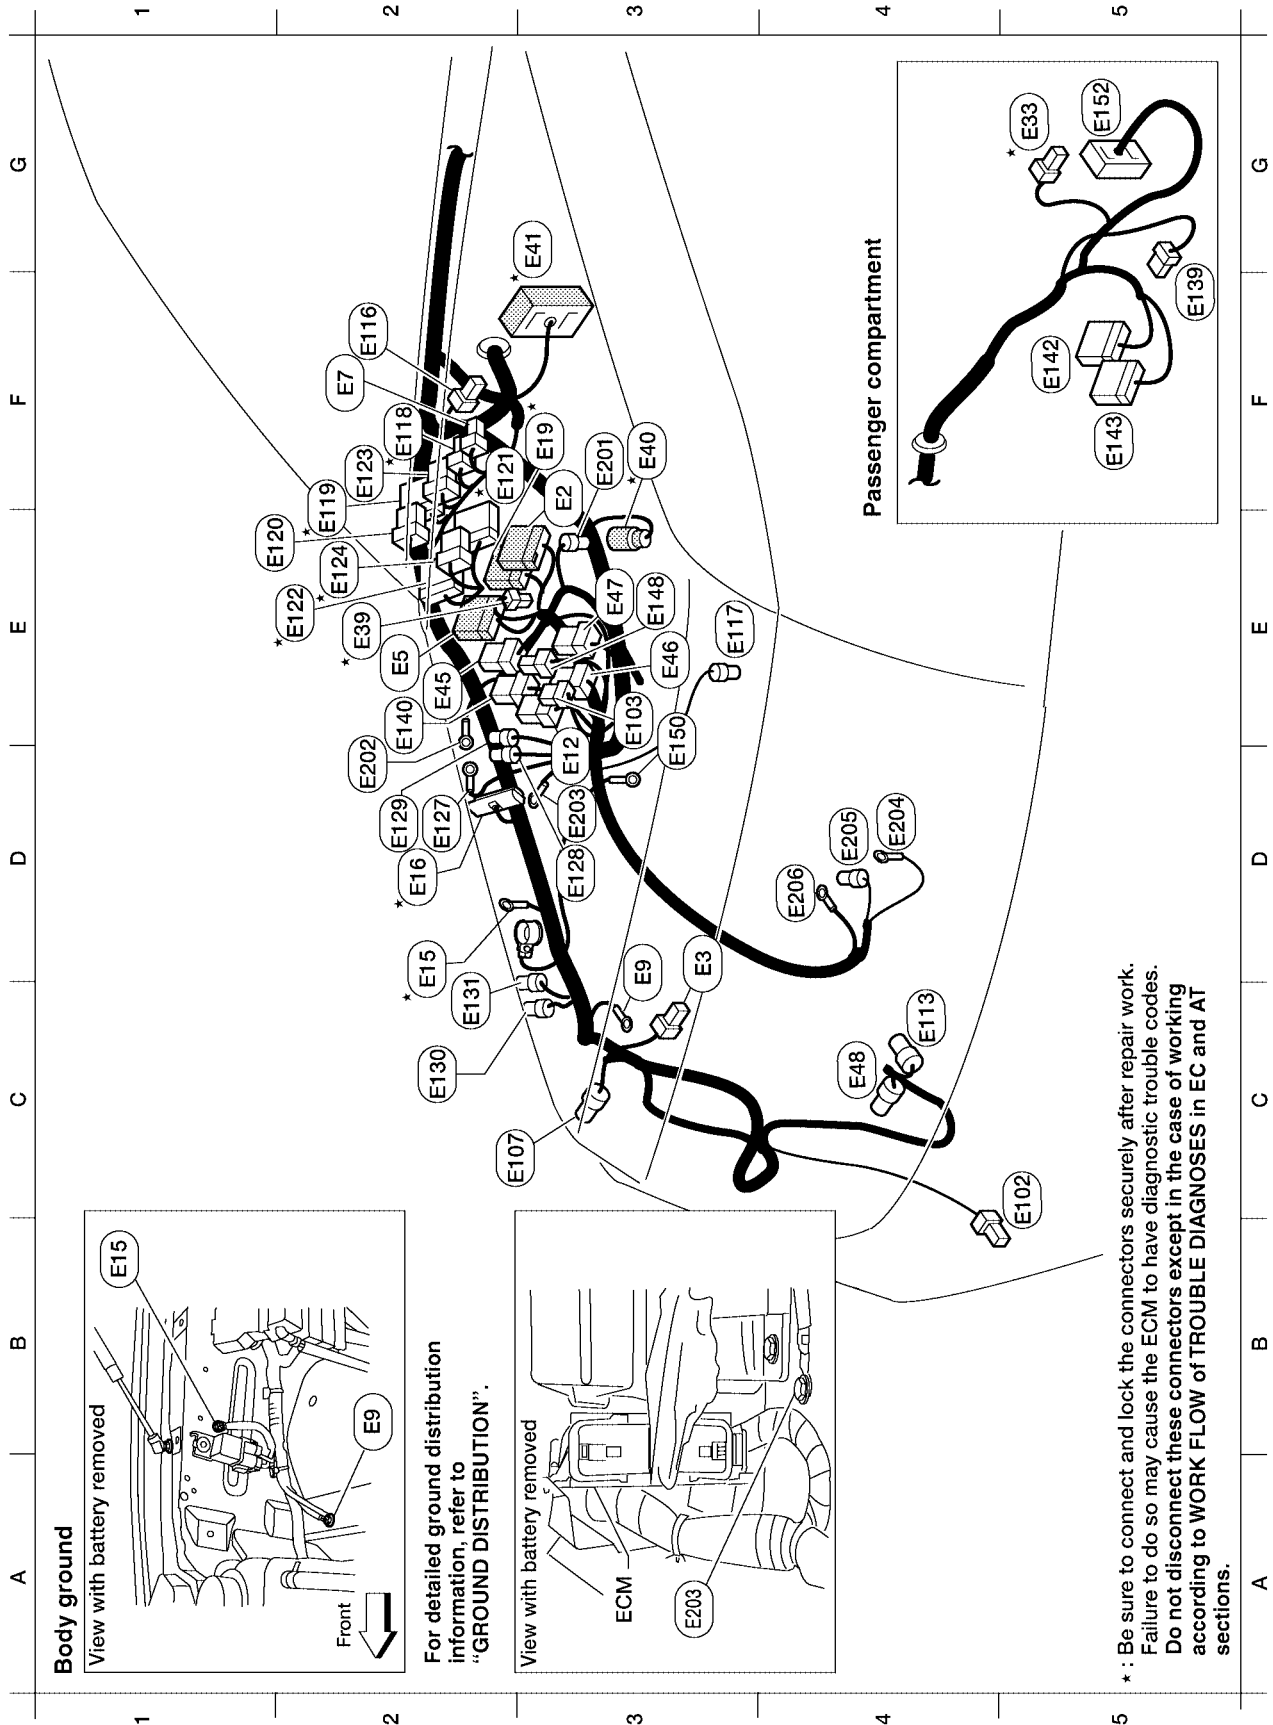 1
2
3
4
5
G
F
E
D
C
B
A
Body ground
View with battery removed
E15
E9
Front
For detailed ground distribution
information, refer to
“GROUND DISTRIBUTION”.
View with battery removed
ECM
E203
E120
★E119
E123
★E118
E7
E116
★E41
★E122
★E124
★E121
★E19
★E39
E2
E201
★E40
E5
E45
E47
E148
E140
E46
E117
E202
E103
E129
E12
E150
E127
E203
★E16
E128
E205
E204
E206
★E15
E131
E9
E3
E130
E48
E113
E107
E102
Passenger compartment
★E33
E152
E139
E142
E143
★: Be sure to connect and lock the connectors securely after repair work.
Failure to do so may cause the ECM to have diagnostic trouble codes.
Do not disconnect these connectors except in the case of working
according to WORK FLOW of TROUBLE DIAGNOSES in EC and AT
sections.
1
2
3
4
5
G
F
E
D
C
B
A